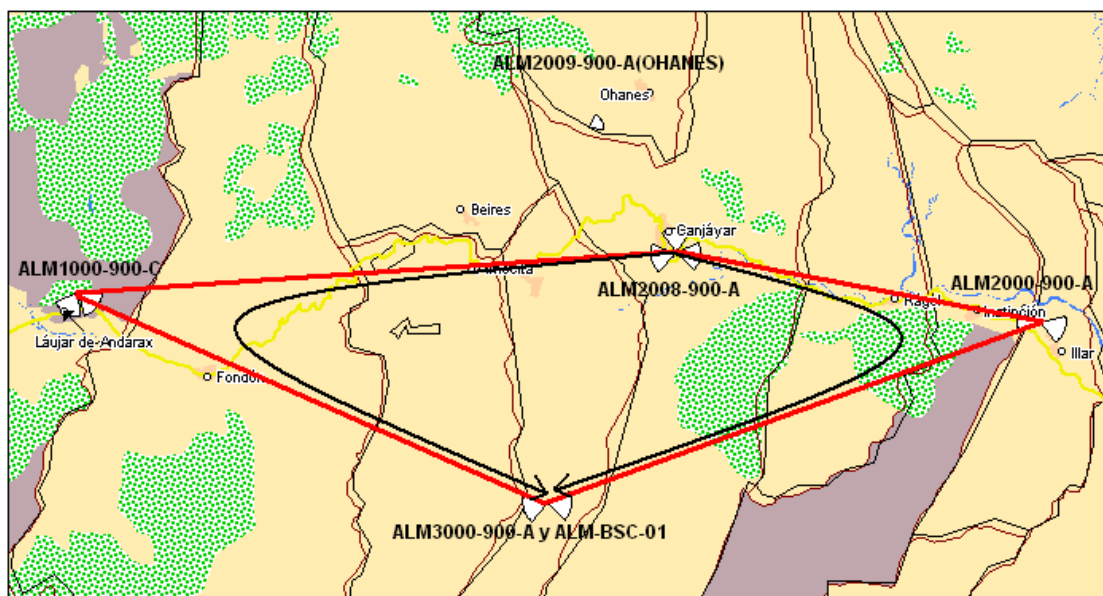 ALM2009-900-A(OHANES)
Ohanes
Beires
Canjáyar
ALM1000-900-C
ALM2008-900-A
ALM2000-900-A
Instinción
Láujar de Andárax
Illar
Fondón
ALM3000-900-A y ALM-BSC-01